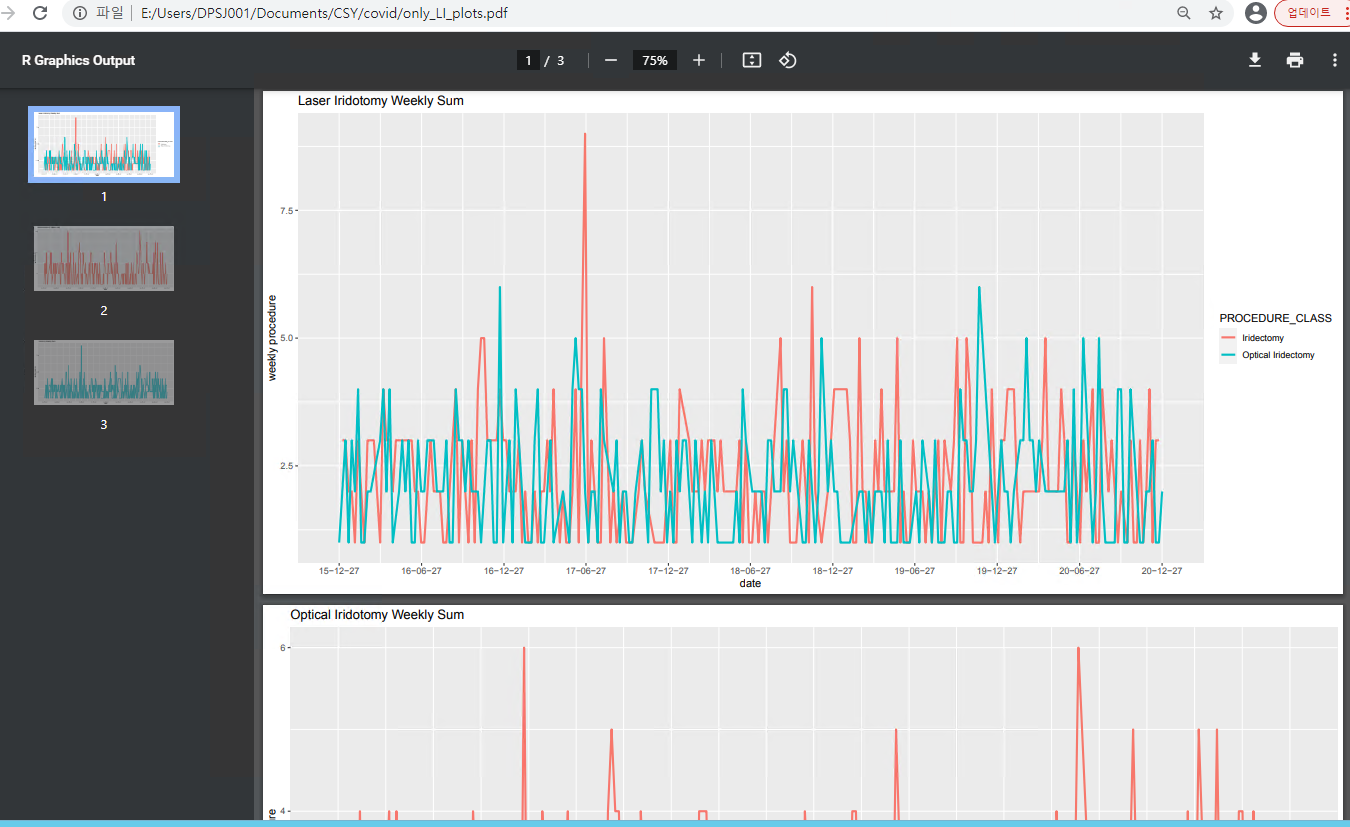 파일 E:/Users/DPSJ001/Documents/CSY/covid/only_LI_plots.pdf 업데이트
R Graphics Output 1 / 3 75%
1
2
3
Laser Iridotomy Weekly Sum
weekly procedure
7.5
5.0
2.5
15-12-27 16-06-27 16-12-27 17-06-27 17-12-27 18-06-27 18-12-27 19-06-27 19-12-27 20-06-27 20-12-27
date
PROCEDURE_CLASS
Iridectomy
Optical Iridectomy
Optical Iridotomy Weekly Sum
6
4